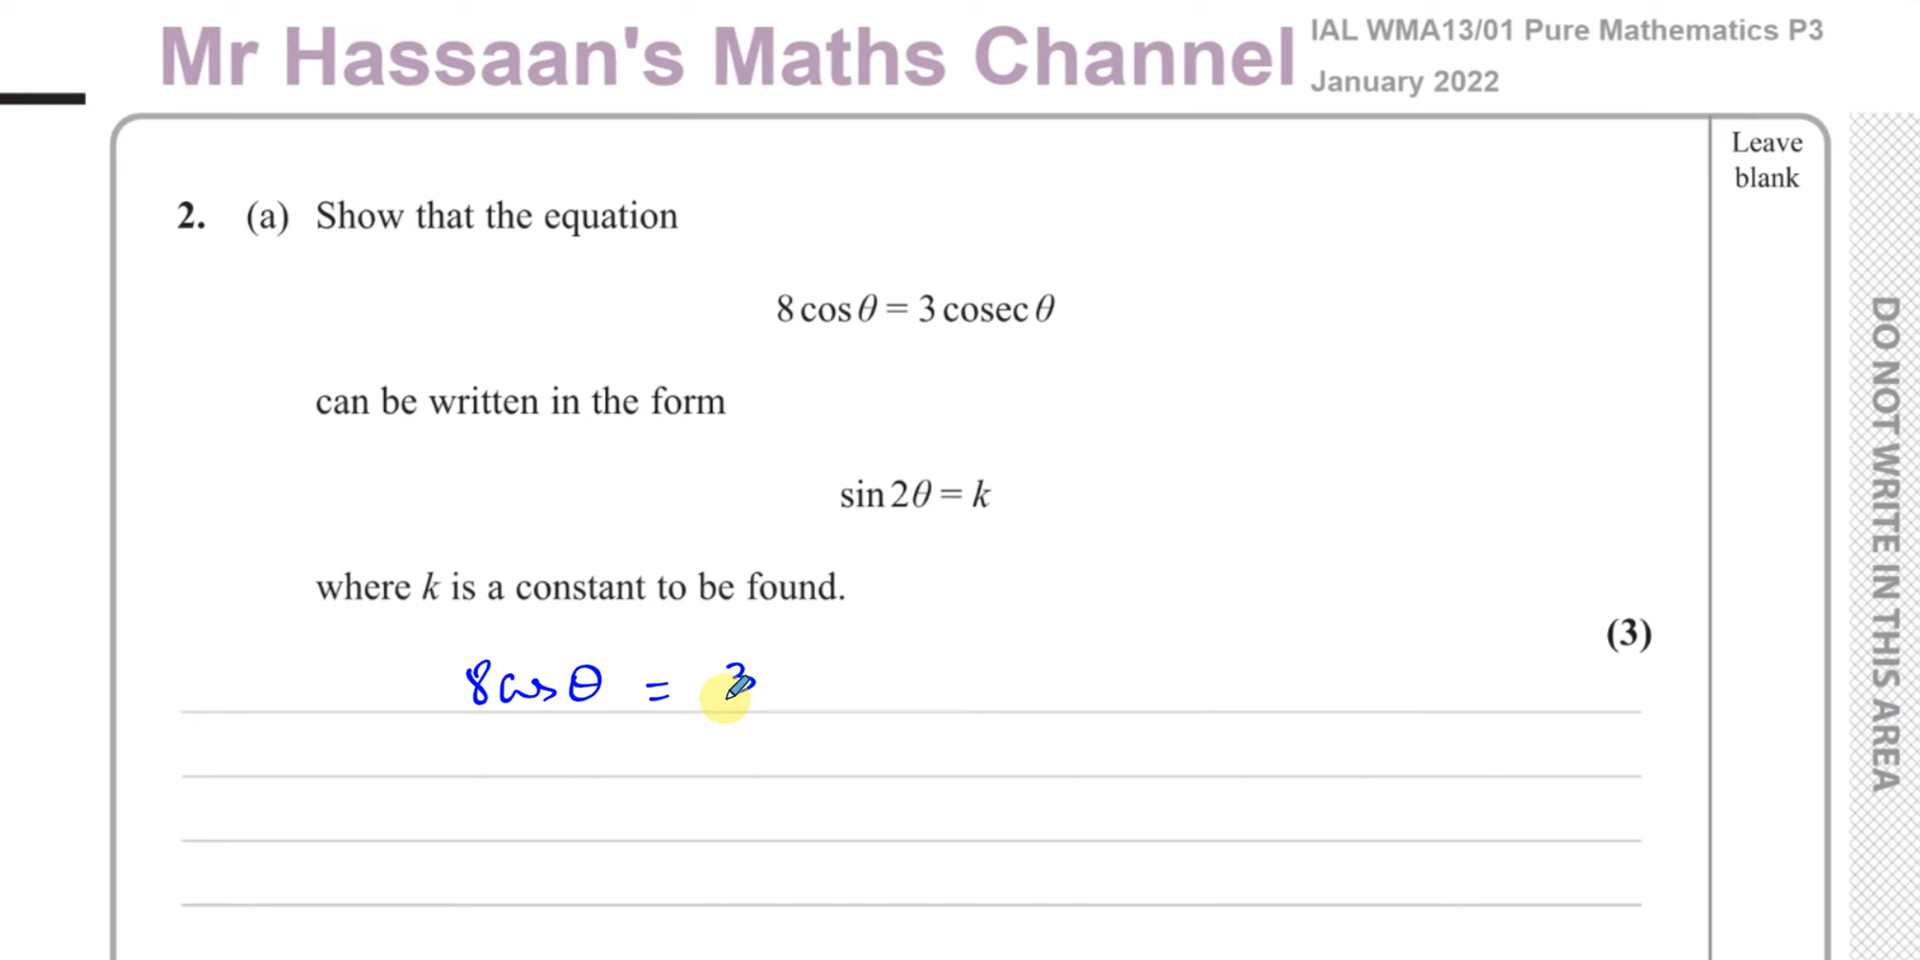 Mr Hassaan's Maths Channel
IAL WMA13/01 Pure Mathematics P3
January 2022
Leave
blank
2. (a) Show that the equation
8 cos θ = 3 cosec θ
can be written in the form
sin 2θ = k
where k is a constant to be found.
(3)
8 cos θ = 3
DO NOT WRITE IN THIS AREA